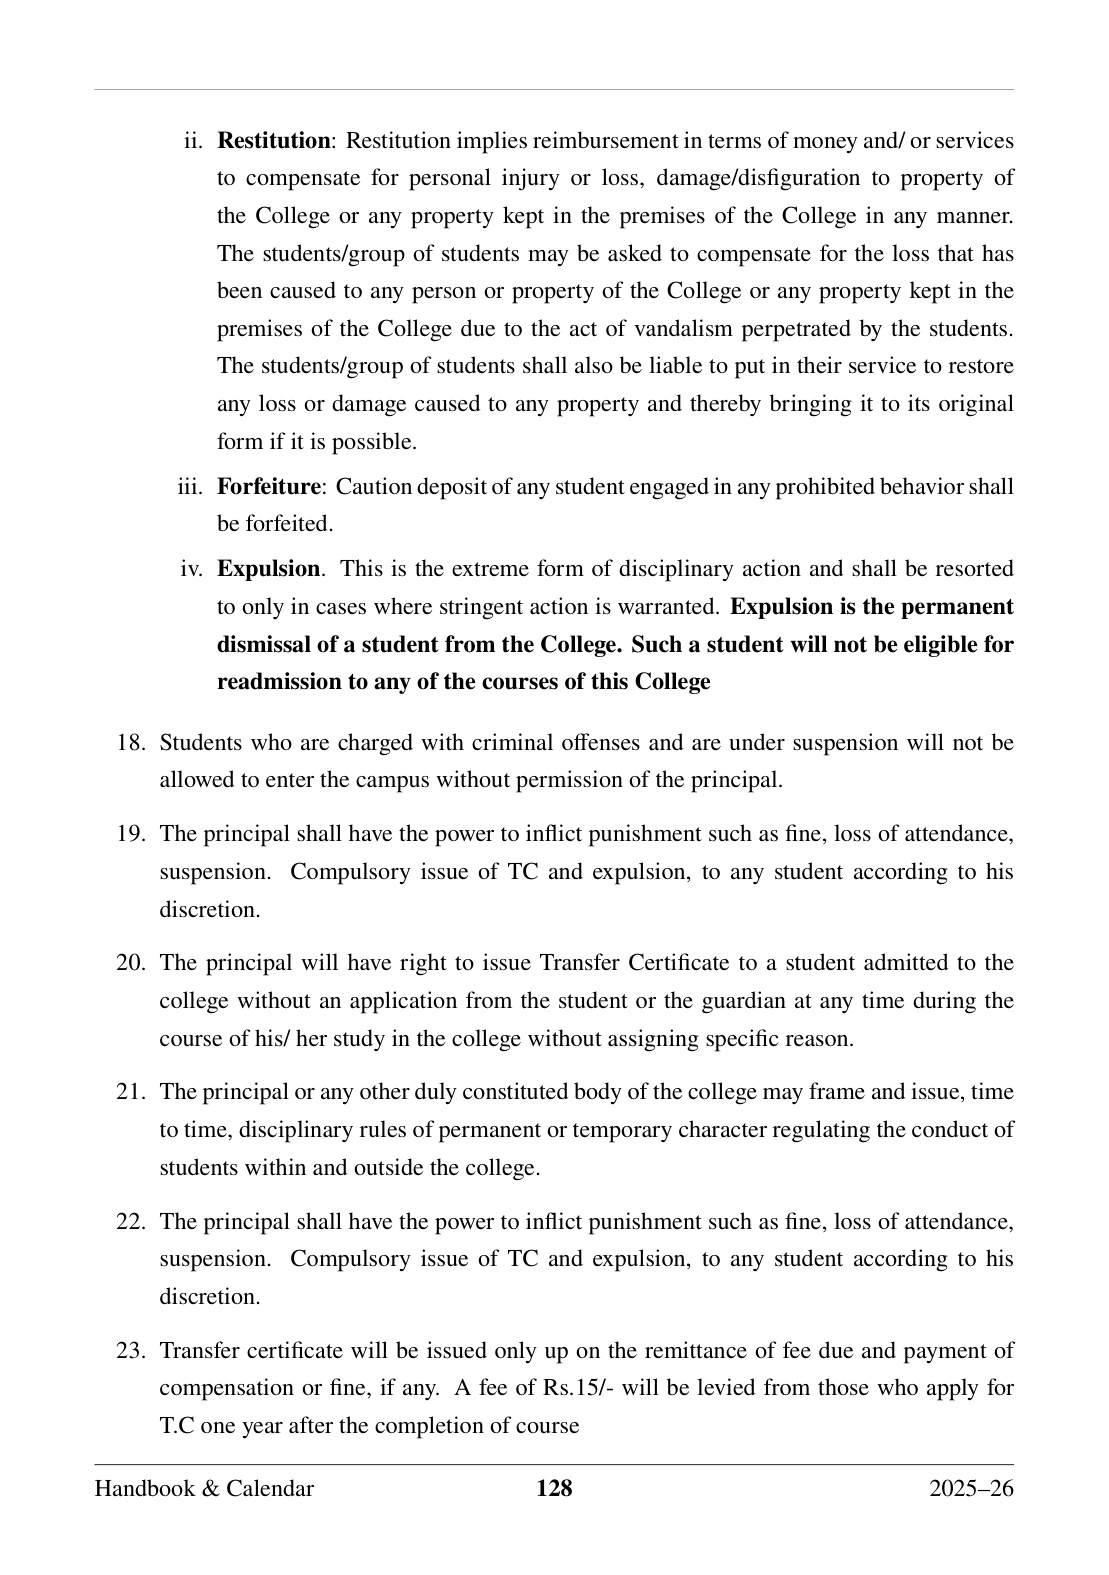 ii. Restitution: Restitution implies reimbursement in terms of money and/ or services
to compensate for personal injury or loss, damage/disfiguration to property of
the College or any property kept in the premises of the College in any manner.
The students/group of students may be asked to compensate for the loss that has
been caused to any person or property of the College or any property kept in the
premises of the College due to the act of vandalism perpetrated by the students.
The students/group of students shall also be liable to put in their service to restore
any loss or damage caused to any property and thereby bringing it to its original
form if it is possible.
iii. Forfeiture: Caution deposit of any student engaged in any prohibited behavior shall
be forfeited.
iv. Expulsion. This is the extreme form of disciplinary action and shall be resorted
to only in cases where stringent action is warranted. Expulsion is the permanent
dismissal of a student from the College. Such a student will not be eligible for
readmission to any of the courses of this College
18. Students who are charged with criminal offenses and are under suspension will not be
allowed to enter the campus without permission of the principal.
19. The principal shall have the power to inflict punishment such as fine, loss of attendance,
suspension. Compulsory issue of TC and expulsion, to any student according to his
discretion.
20. The principal will have right to issue Transfer Certificate to a student admitted to the
college without an application from the student or the guardian at any time during the
course of his/ her study in the college without assigning specific reason.
21. The principal or any other duly constituted body of the college may frame and issue, time
to time, disciplinary rules of permanent or temporary character regulating the conduct of
students within and outside the college.
22. The principal shall have the power to inflict punishment such as fine, loss of attendance,
suspension. Compulsory issue of TC and expulsion, to any student according to his
discretion.
23. Transfer certificate will be issued only up on the remittance of fee due and payment of
compensation or fine, if any. A fee of Rs.15/- will be levied from those who apply for
T.C one year after the completion of course
Handbook & Calendar 128 2025–26